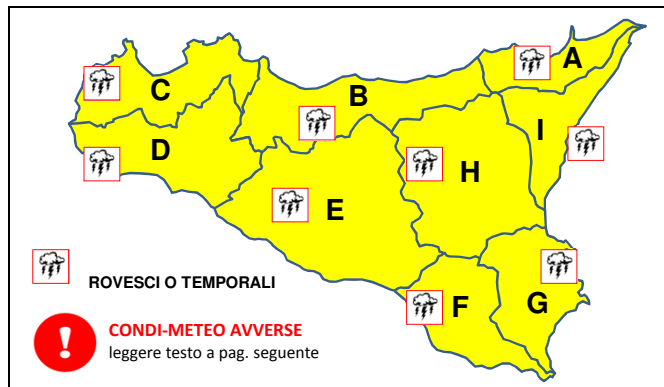 A
C
B
I
D
H
E
F
G
ROVESCI O TEMPORALI
CONDI-METEO AVVERSE
leggere testo a pag. seguente